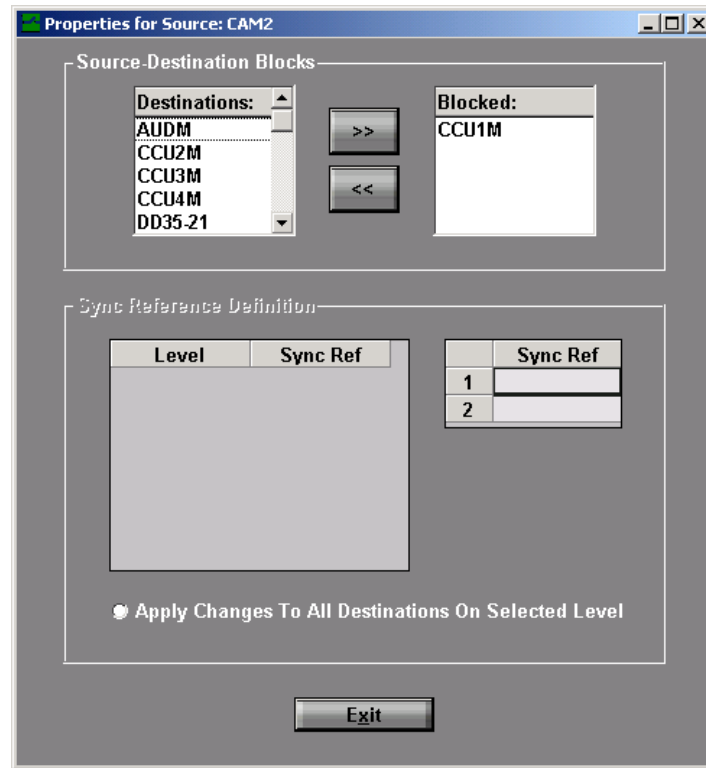 Properties for Source: CAM2
Source-Destination Blocks
Destinations:
AUDM
CCU2M
CCU3M
CCU4M
DD35-21
>>
<<
Blocked:
CCU1M
Sync Reference Definition
Level Sync Ref
Sync Ref
1
2
Apply Changes To All Destinations On Selected Level
Exit